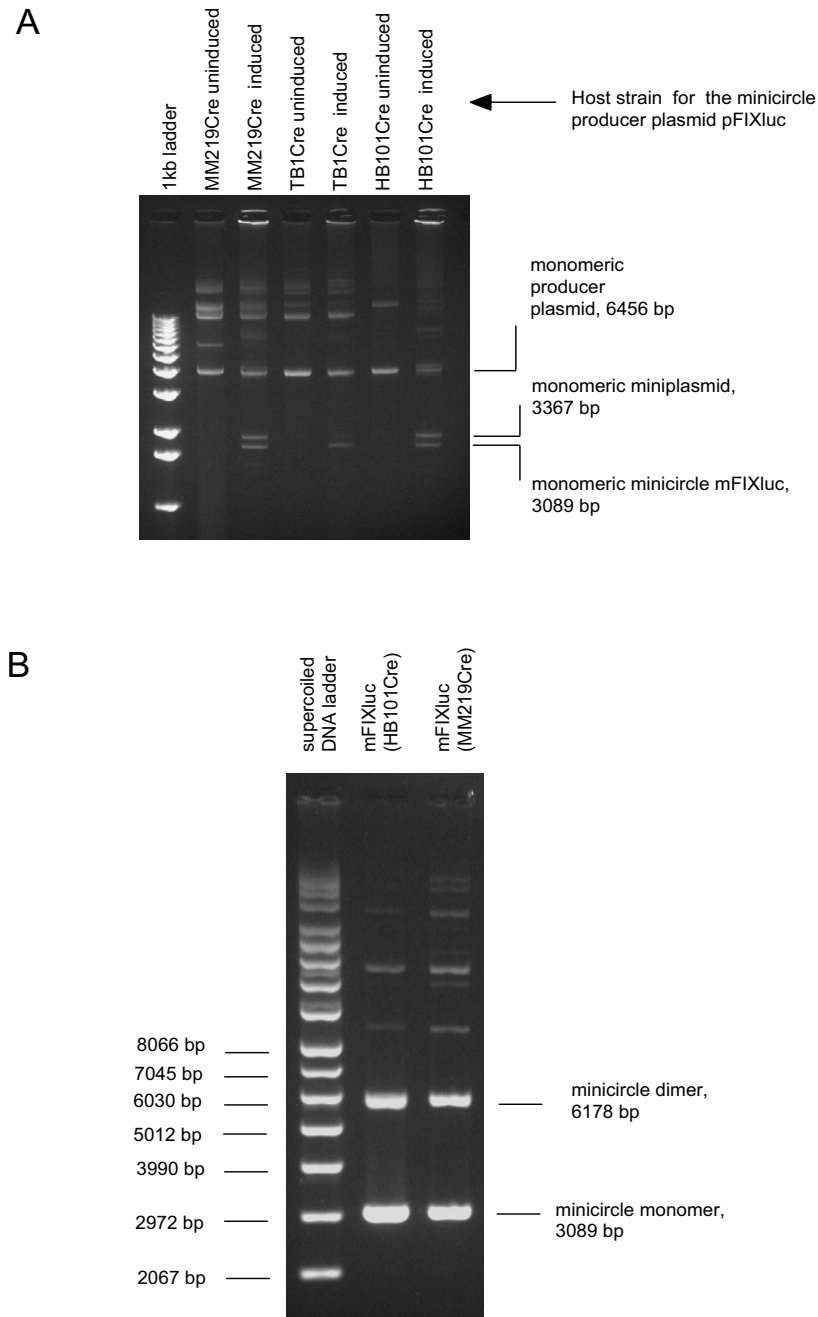 A
1kb ladder
MM219Cre uninduced
MM219Cre induced
TB1Cre uninduced
TB1Cre induced
HB101Cre uninduced
HB101Cre induced
Host strain for the minicircle
producer plasmid pFIXluc
monomeric
producer
plasmid, 6456 bp
monomeric miniplasmid,
3367 bp
monomeric minicircle mFIXluc,
3089 bp
B
supercoiled
DNA ladder
mFIXluc
(HB101Cre)
mFIXluc
(MM219Cre)
8066 bp
7045 bp
6030 bp
5012 bp
3990 bp
2972 bp
2067 bp
minicircle dimer,
6178 bp
minicircle monomer,
3089 bp